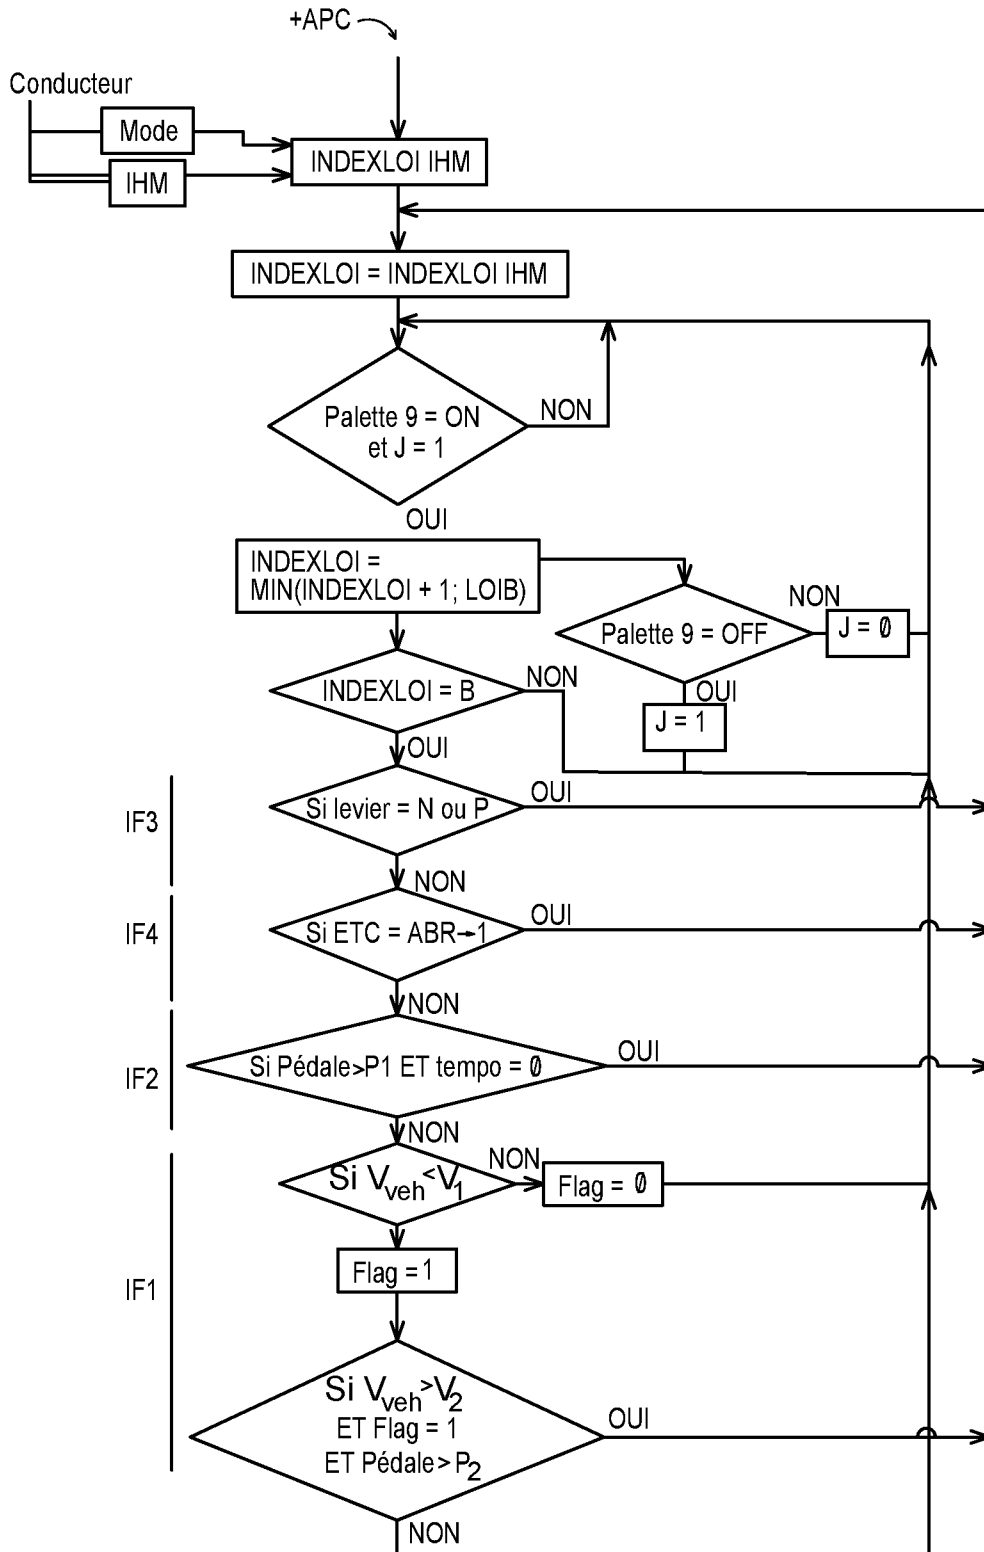 +APC
Conducteur
Mode
INDEXLOI IHM
IHM
INDEXLOI = INDEXLOI IHM
Palette 9 = ON
et J = 1
NON
OUI
INDEXLOI =
MIN(INDEXLOI + 1; LOIB)
Palette 9 = OFF
NON
J = 0
OUI
J = 1
INDEXLOI = B
NON
OUI
IF3
Si levier = N ou P
OUI
NON
IF4
Si ETC = ABR→1
OUI
NON
IF2
Si Pédale>P1 ET tempo = 0
OUI
NON
Si Vveh<V1
NON
Flag = 0
Flag = 1
IF1
Si Vveh>V2
ET Flag = 1
ET Pédale>P2
OUI
NON